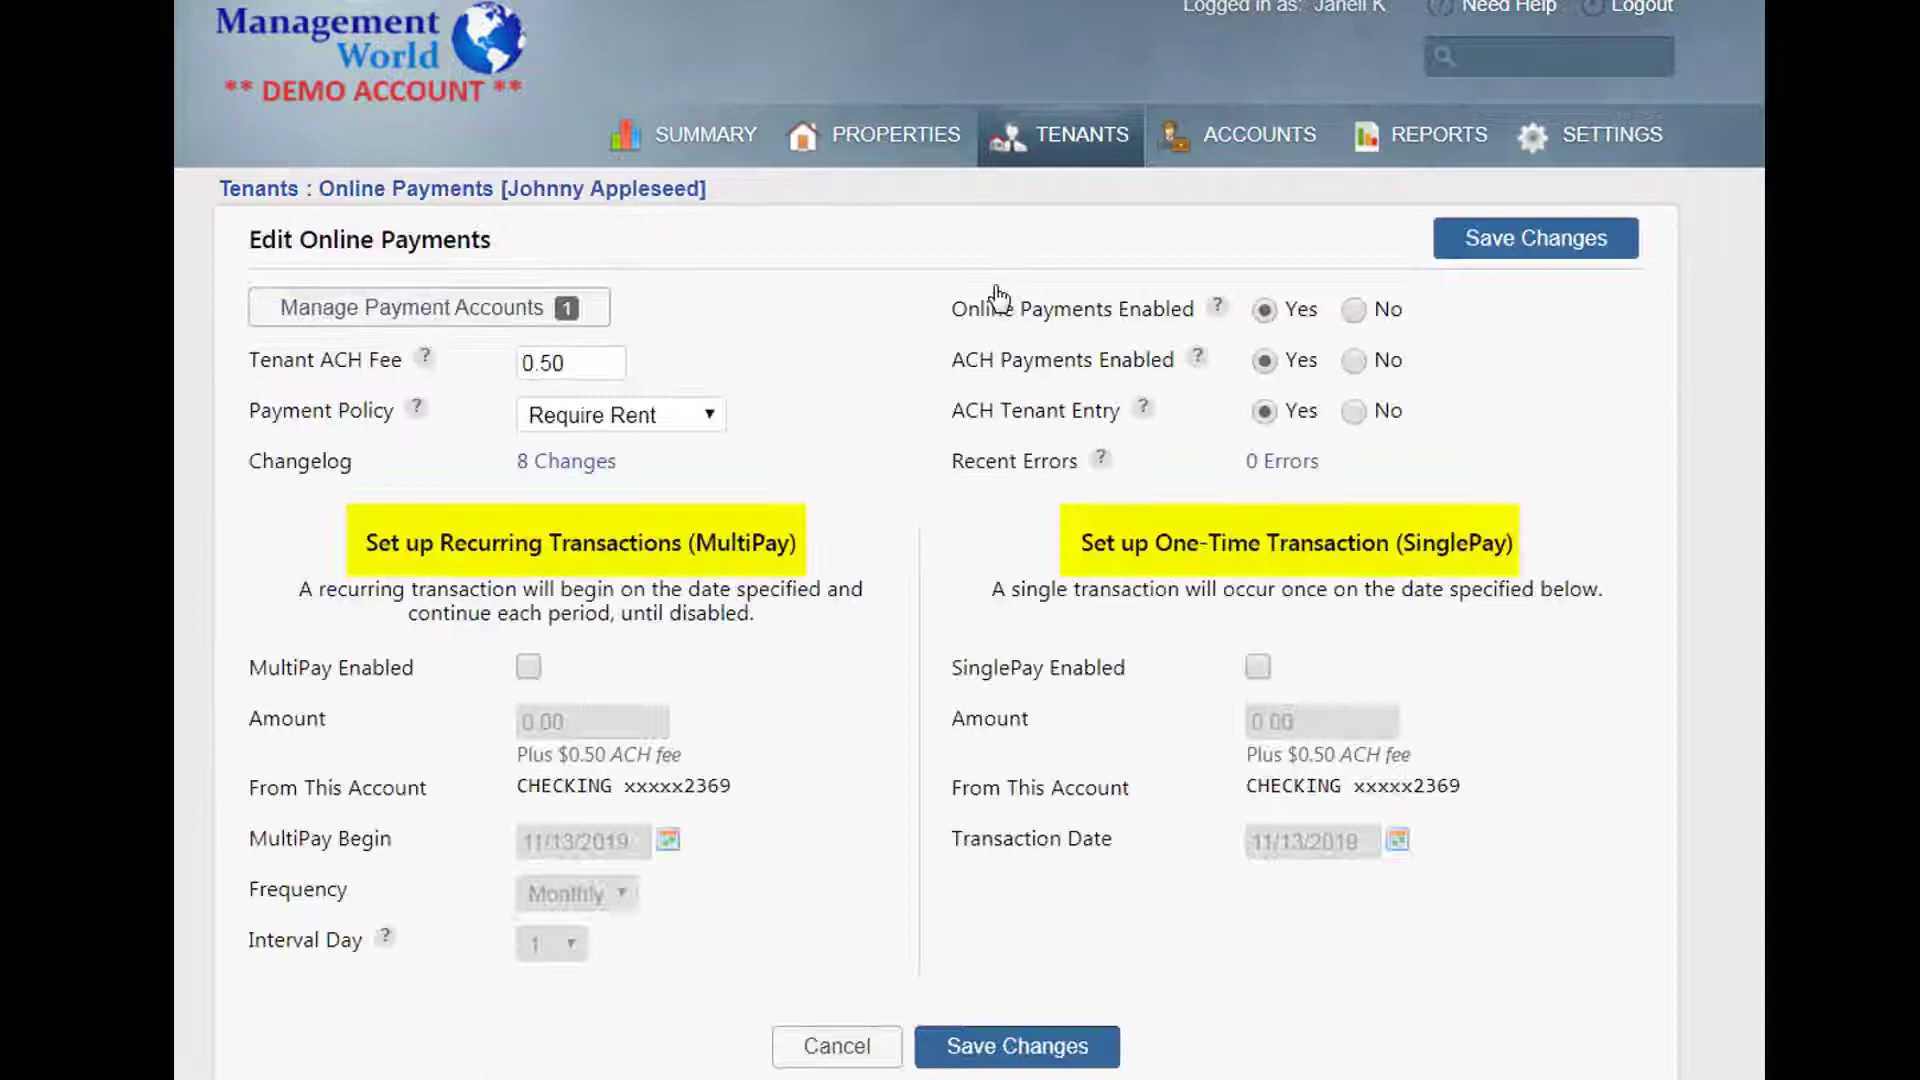 Management
World
** DEMO ACCOUNT **
Logged in as: Janell K
Need Help
Logout
SUMMARY
PROPERTIES
TENANTS
ACCOUNTS
REPORTS
SETTINGS
Tenants : Online Payments [Johnny Appleseed]
Edit Online Payments
Save Changes
Manage Payment Accounts 1
Online Payments Enabled ? Yes No
Tenant ACH Fee ? 0.50
ACH Payments Enabled ? Yes No
Payment Policy ? Require Rent
ACH Tenant Entry ? Yes No
Changelog 8 Changes
Recent Errors ? 0 Errors
Set up Recurring Transactions (MultiPay)
A recurring transaction will begin on the date specified and
continue each period, until disabled.
MultiPay Enabled
Amount 0.00
Plus $0.50 ACH fee
From This Account CHECKING xxxxx2369
MultiPay Begin 11/13/2019
Frequency Monthly
Interval Day ? 1
Set up One-Time Transaction (SinglePay)
A single transaction will occur once on the date specified below.
SinglePay Enabled
Amount 0.00
Plus $0.50 ACH fee
From This Account CHECKING xxxxx2369
Transaction Date 11/13/2019
Cancel
Save Changes